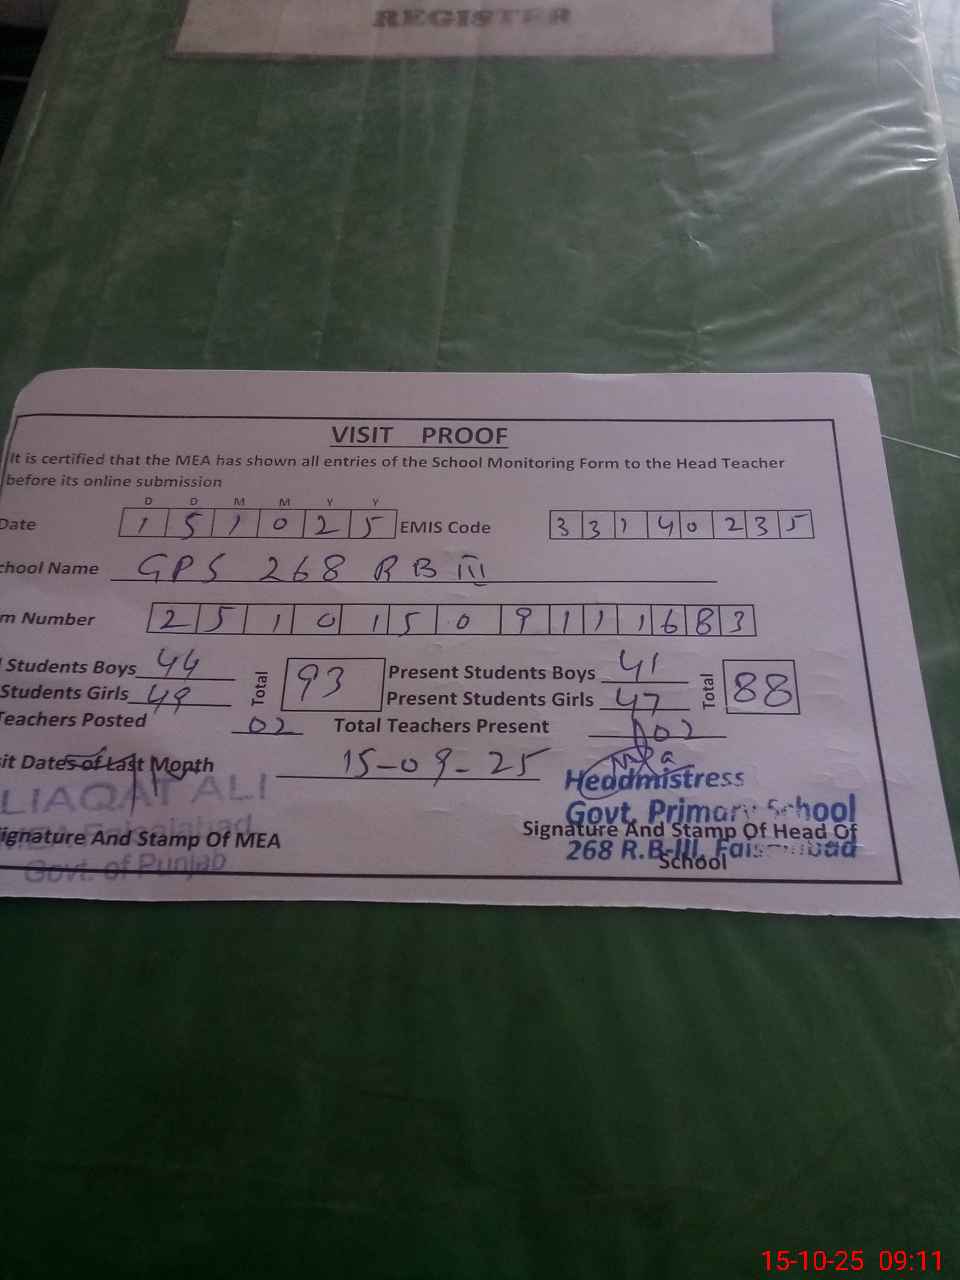 REGISTER
VISIT PROOF
It is certified that the MEA has shown all entries of the School Monitoring Form to the Head Teacher
before its online submission
D D M M Y Y
Date 1 5 1 0 2 5 EMIS Code 3 3 1 4 0 2 3 5
chool Name GPS 268 RB III
m Number 2 5 1 0 1 5 0 9 1 1 1 6 8 3
Students Boys 44 Total 93 Present Students Boys 41 Total 88
Students Girls 49 Present Students Girls 47
Teachers Posted 02 Total Teachers Present 02
sit Dates of Last Month 15-09-25
Headmistress
LIAQAT ALI
Govt. Primary School
ignature And Stamp Of MEA Signature And Stamp Of Head Of
268 R.B-III, Faisalabad
School
Govt. of Punjab
15-10-25 09:11